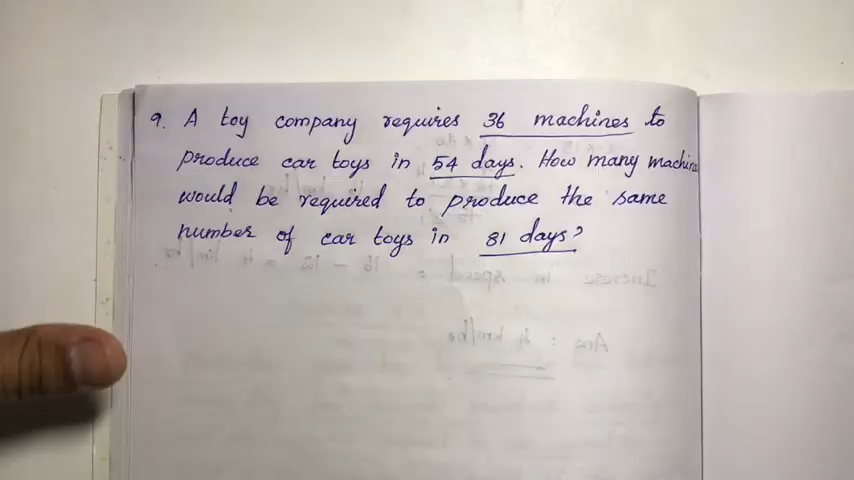 9. A toy company requires 36 machines to
produce car toys in 54 days. How many machine
would be required to produce the same
number of car toys in 81 days?